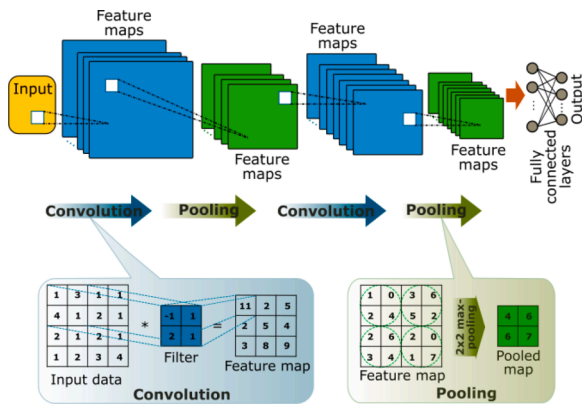 Feature
maps
Input
Feature
maps
Feature
maps
Feature
maps
Fully
connected
layers
Output
Convolution
Pooling
Convolution
Pooling
1 3 1 1
4 1 2 1
2 1 2 1
1 2 3 4
Input data
*
-1 1
2 1
Filter
=
11 2 5
2 5 4
3 8 9
Feature map
Convolution
1 0 3 6
2 4 5 2
2 6 2 0
3 4 1 7
Feature map
2x2 max-
pooling
4 6
6 7
Pooled
map
Pooling